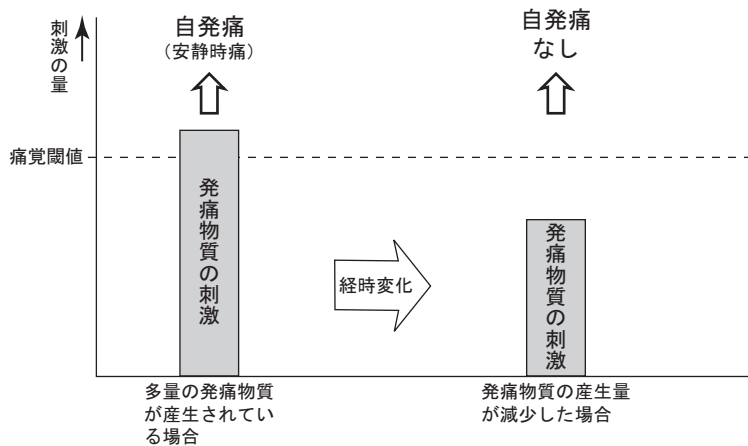 刺激の量
自発痛
（安静時痛）
自発痛
なし
痛覚閾値
発痛物質の刺激
経時変化
発痛物質の刺激
多量の発痛物質
が産生されてい
る場合
発痛物質の産生量
が減少した場合